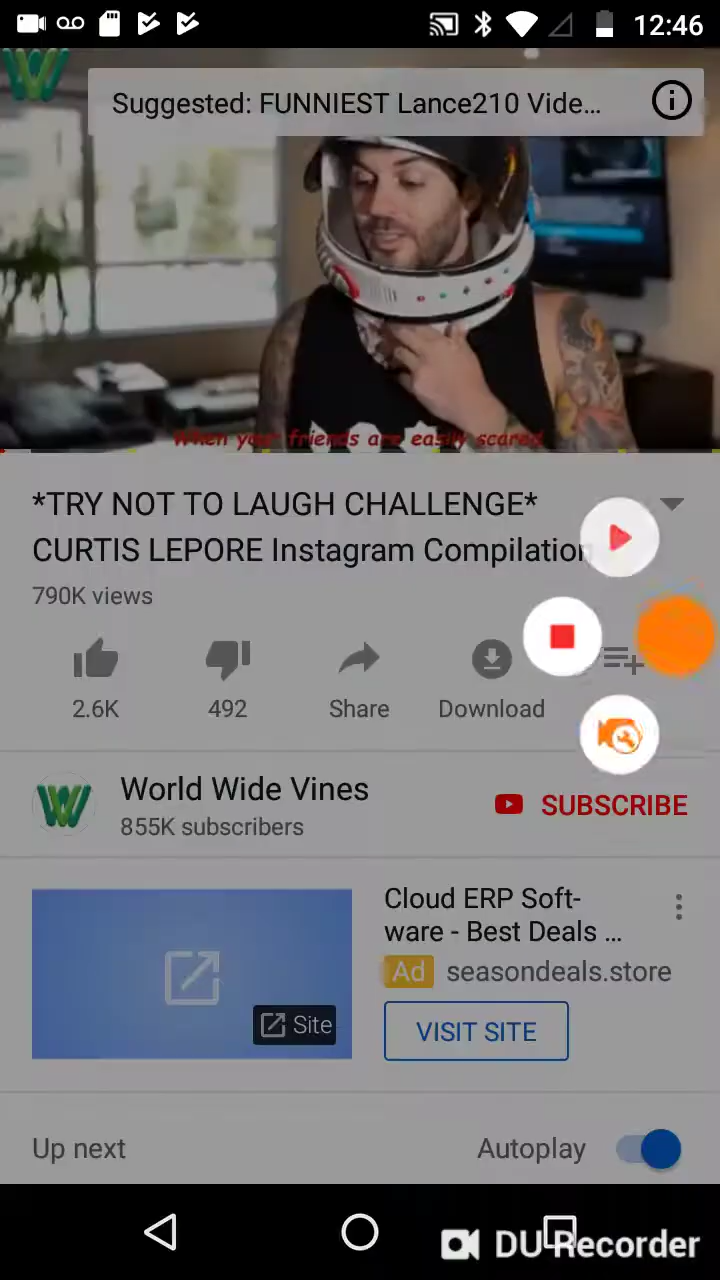 12:46
Suggested: FUNNIEST Lance210 Vide...
When your friends are easily scared
*TRY NOT TO LAUGH CHALLENGE*
CURTIS LEPORE Instagram Compilation
790K views
2.6K
492
Share
Download
World Wide Vines
855K subscribers
SUBSCRIBE
Cloud ERP Soft-
ware - Best Deals ...
Ad seasondeals.store
Site
VISIT SITE
Up next
Autoplay
DU Recorder